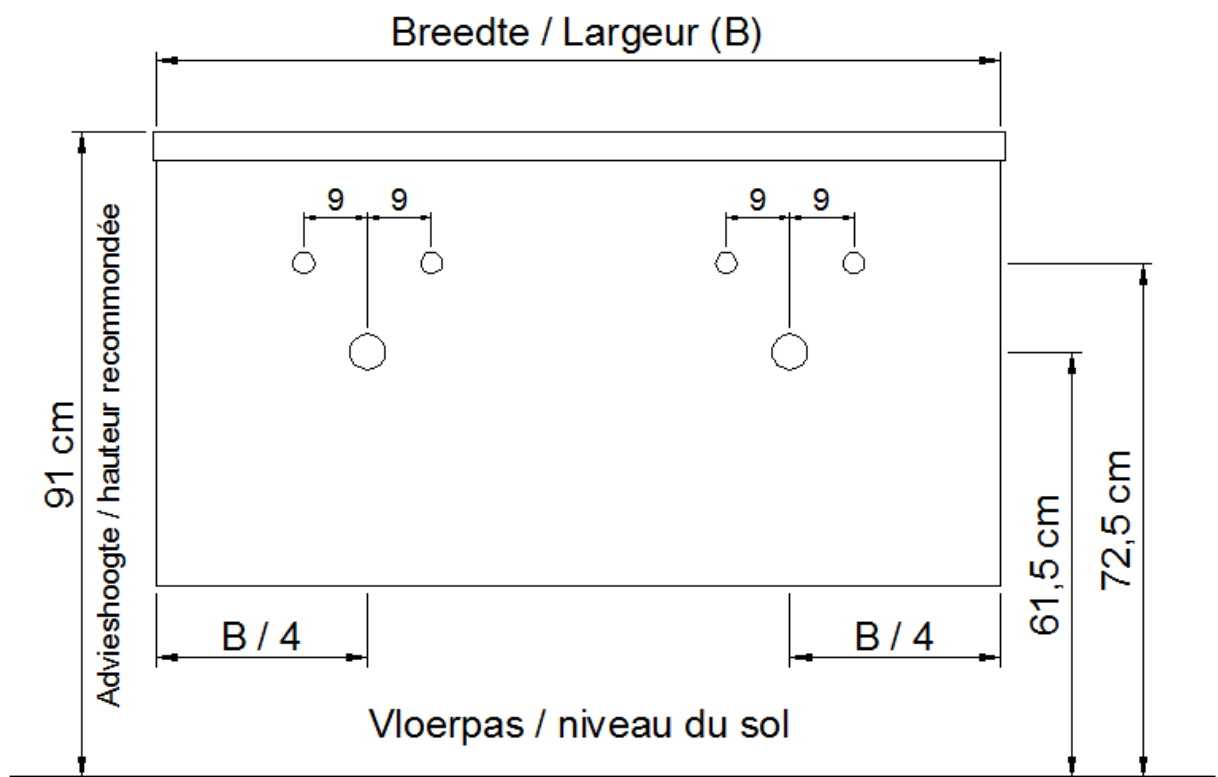 Breedte / Largeur (B)
9 9 9 9
91 cm
Advieshoogte / hauteur recommondée
61,5 cm
72,5 cm
B / 4 B / 4
Vloerpas / niveau du sol